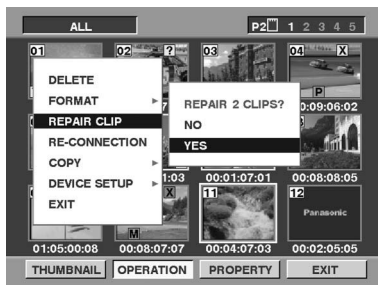 ALL
P2 1 2 3 4 5
01 02 ? 03 04 X
P
DELETE
FORMAT
REPAIR CLIP
RE-CONNECTION
COPY
DEVICE SETUP
EXIT
REPAIR 2 CLIPS?
NO
YES
00:09:06:02
00:01:07:01 00:08:08:05
X 11 12
M
Panasonic
01:05:00:08 00:08:07:07 00:04:07:03 00:02:05:05
THUMBNAIL OPERATION PROPERTY EXIT